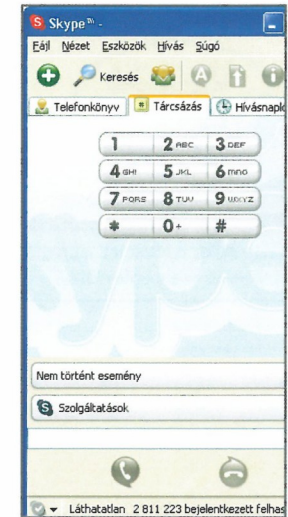 Skype™ -
Fájl Nézet Eszközök Hívás Súgó
Keresés
Telefonkönyv Tárcsázás Hívásnapló
1 2 ABC 3 DEF
4 GHI 5 JKL 6 MNO
7 PQRS 8 TUV 9 WXYZ
* 0+ #
Nem történt esemény
Szolgáltatások
Láthatatlan 2 811 223 bejelentkezett felhas